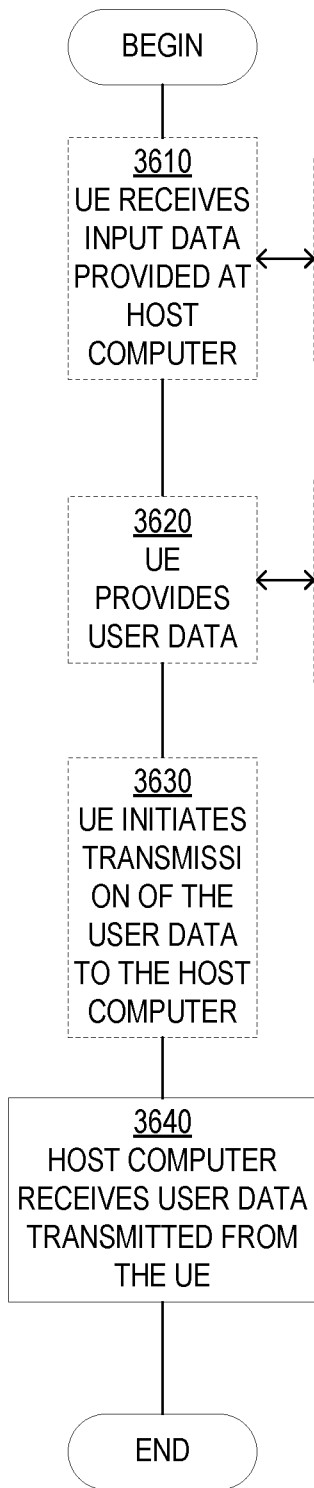 BEGIN
3610
UE RECEIVES
INPUT DATA
PROVIDED AT
HOST
COMPUTER
3620
UE
PROVIDES
USER DATA
3630
UE INITIATES
TRANSMISSI
ON OF THE
USER DATA
TO THE HOST
COMPUTER
3640
HOST COMPUTER
RECEIVES USER DATA
TRANSMITTED FROM
THE UE
END